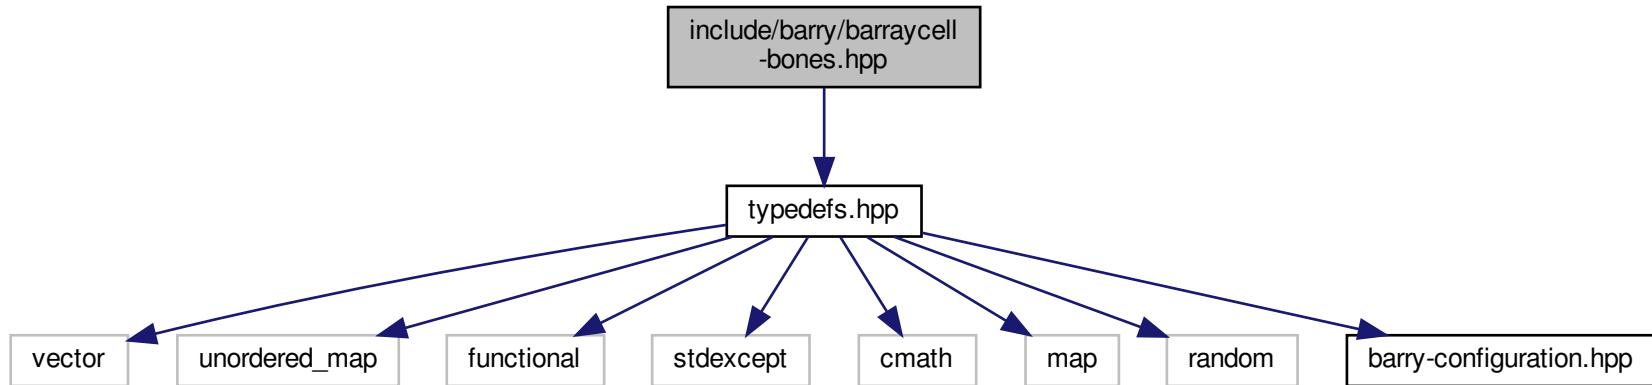 include/barry/barraycell
-bones.hpp
typedefs.hpp
vector
unordered_map
functional
stdexcept
cmath
map
random
barry-configuration.hpp